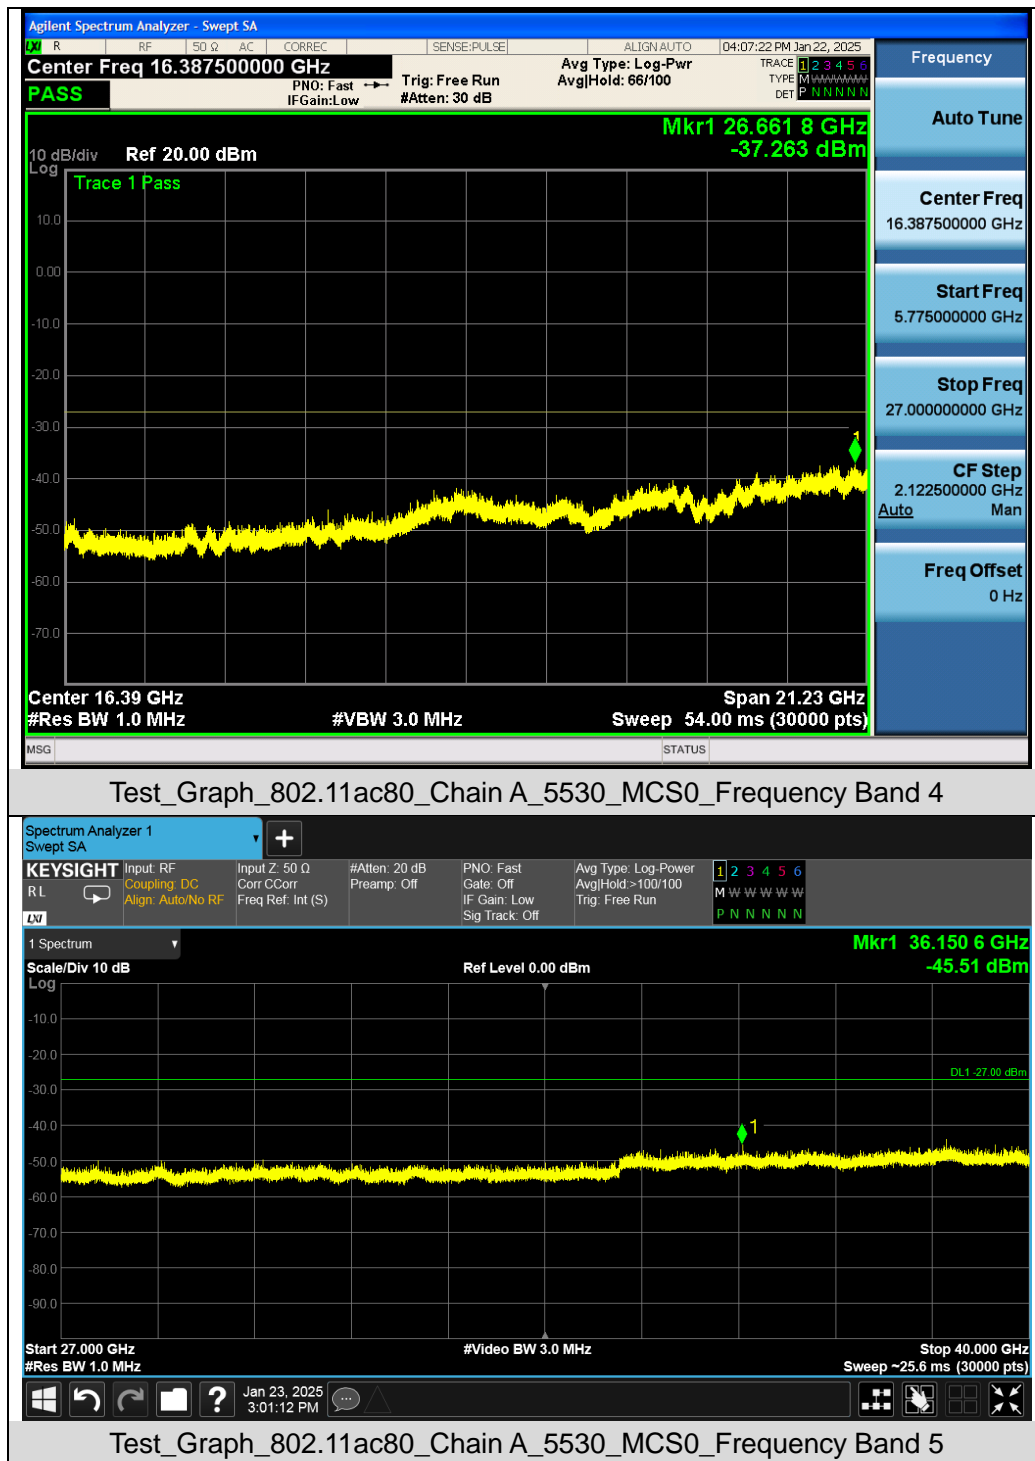 Agilent Spectrum Analyzer - Swept SA
LXI R RF 50 Ω AC CORREC SENSE:PULSE ALIGN AUTO 04:07:22 PM Jan 22, 2025
Center Freq 16.387500000 GHz
PASS
PNO: Fast
IFGain:Low
Trig: Free Run
#Atten: 30 dB
Avg Type: Log-Pwr
Avg|Hold: 66/100
TRACE 1 2 3 4 5 6
TYPE M W W W W W
DET P N N N N N
Mkr1 26.661 8 GHz
-37.263 dBm
10 dB/div Ref 20.00 dBm
Log
Trace 1 Pass
10.0
0.00
-10.0
-20.0
-30.0
1
-40.0
-50.0
-60.0
-70.0
Center 16.39 GHz Span 21.23 GHz
#Res BW 1.0 MHz #VBW 3.0 MHz Sweep 54.00 ms (30000 pts)
MSG STATUS
Frequency
Auto Tune
Center Freq
16.387500000 GHz
Start Freq
5.775000000 GHz
Stop Freq
27.000000000 GHz
CF Step
2.122500000 GHz
Auto Man
Freq Offset
0 Hz
Test_Graph_802.11ac80_Chain A_5530_MCS0_Frequency Band 4
Spectrum Analyzer 1
Swept SA
+
KEYSIGHT
RL
LXI
Input: RF
Coupling: DC
Align: Auto/No RF
Input Z: 50 Ω
Corr CCorr
Freq Ref: Int (S)
#Atten: 20 dB
Preamp: Off
PNO: Fast
Gate: Off
IF Gain: Low
Sig Track: Off
Avg Type: Log-Power
Avg|Hold:>100/100
Trig: Free Run
1 2 3 4 5 6
M W W W W W
P N N N N N
1 Spectrum
Mkr1 36.150 6 GHz
-45.51 dBm
Scale/Div 10 dB Ref Level 0.00 dBm
Log
-10.0
-20.0
DL1 -27.00 dBm
-30.0
-40.0
1
-50.0
-60.0
-70.0
-80.0
-90.0
Start 27.000 GHz #Video BW 3.0 MHz Stop 40.000 GHz
#Res BW 1.0 MHz Sweep ~25.6 ms (30000 pts)
?
Jan 23, 2025
3:01:12 PM
Test_Graph_802.11ac80_Chain A_5530_MCS0_Frequency Band 5